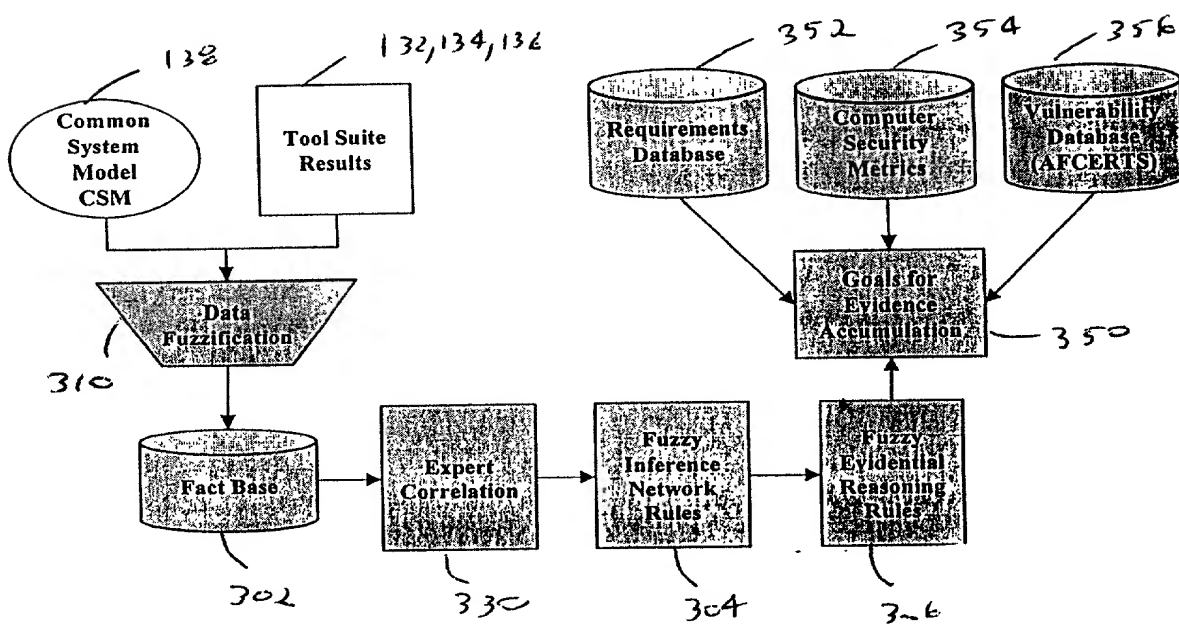 138
132,134,136
352
354
356
Common
System
Model
CSM
Tool Suite
Results
Requirements
Database
Computer
Security
Metrics
Vulnerability
Database
(AFCERTS)
Data
Fuzzification
310
Goals for
Evidence
Accumulation
350
Fact Base
302
Expert
Correlation
330
Fuzzy
Inference
Network
Rules
304
Fuzzy
Evidential
Reasoning
Rules